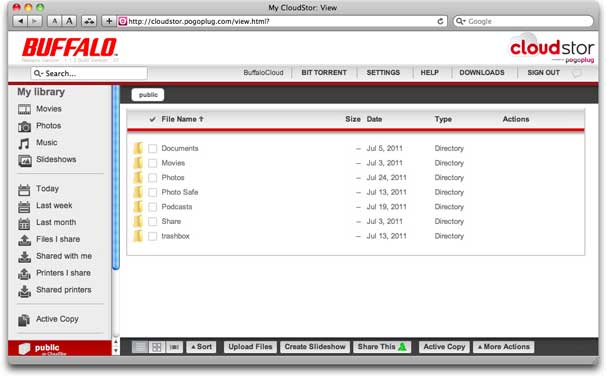 My CloudStor: View
A A
http://cloudstor.pogoplug.com/view.html?
Google
BUFFALO
cloudstor
pogoplug
Search...
BuffaloCloud BIT TORRENT SETTINGS HELP DOWNLOADS SIGN OUT
My library
Movies
Photos
Music
Slideshows
Today
Last week
Last month
Files I share
Shared with me
Printers I share
Shared printers
Active Copy
public
on CloudStor
public
File Name Size Date Type Actions
Documents -- Jul 5, 2011 Directory
Movies -- Jul 3, 2011 Directory
Photos -- Jul 24, 2011 Directory
Photo Safe -- Jul 13, 2011 Directory
Podcasts -- Jul 19, 2011 Directory
Share -- Jul 3, 2011 Directory
trashbox -- Jul 13, 2011 Directory
Sort Upload Files Create Slideshow Share This Active Copy More Actions